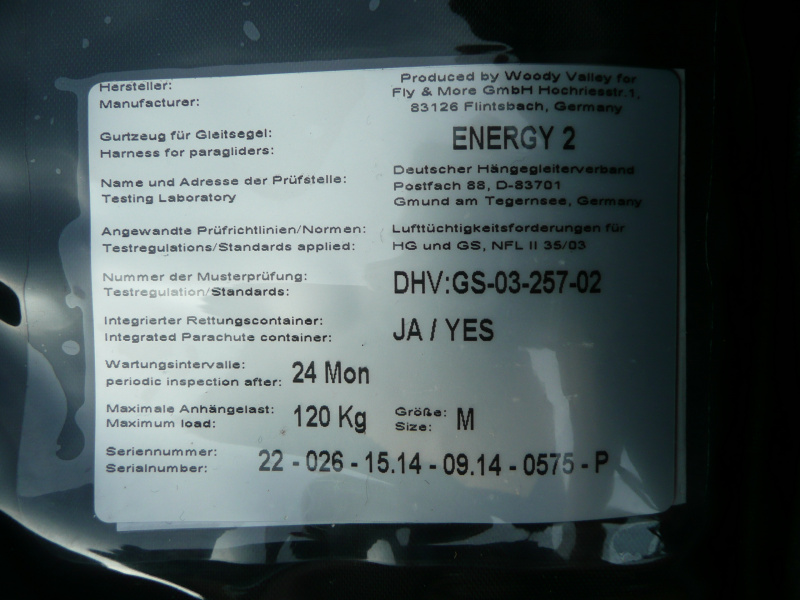 Hersteller:
Manufacturer:
Produced by Woody Valley for
Fly & More GmbH Hochriesstr.1,
83126 Flintsbach, Germany
Gurtzeug für Gleitsegel:
Harness for paragliders:
ENERGY 2
Name und Adresse der Prüfstelle:
Testing Laboratory
Deutscher Hängegleiterverband
Postfach 88, D-83701
Gmund am Tegernsee, Germany
Angewandte Prüfrichtlinien/Normen:
Testregulations/Standards applied:
Lufttüchtigkeitsforderungen für
HG und GS, NFL II 35/03
Nummer der Musterprüfung:
Testregulation/Standards:
DHV:GS-03-257-02
Integrierter Rettungscontainer:
Integrated Parachute container:
JA / YES
Wartungsintervalle:
periodic inspection after:
24 Mon
Maximale Anhängelast:
Maximum load:
120 Kg
Größe:
Size:
M
Seriennummer:
Serialnumber:
22 - 026 - 15.14 - 09.14 - 0575 - P